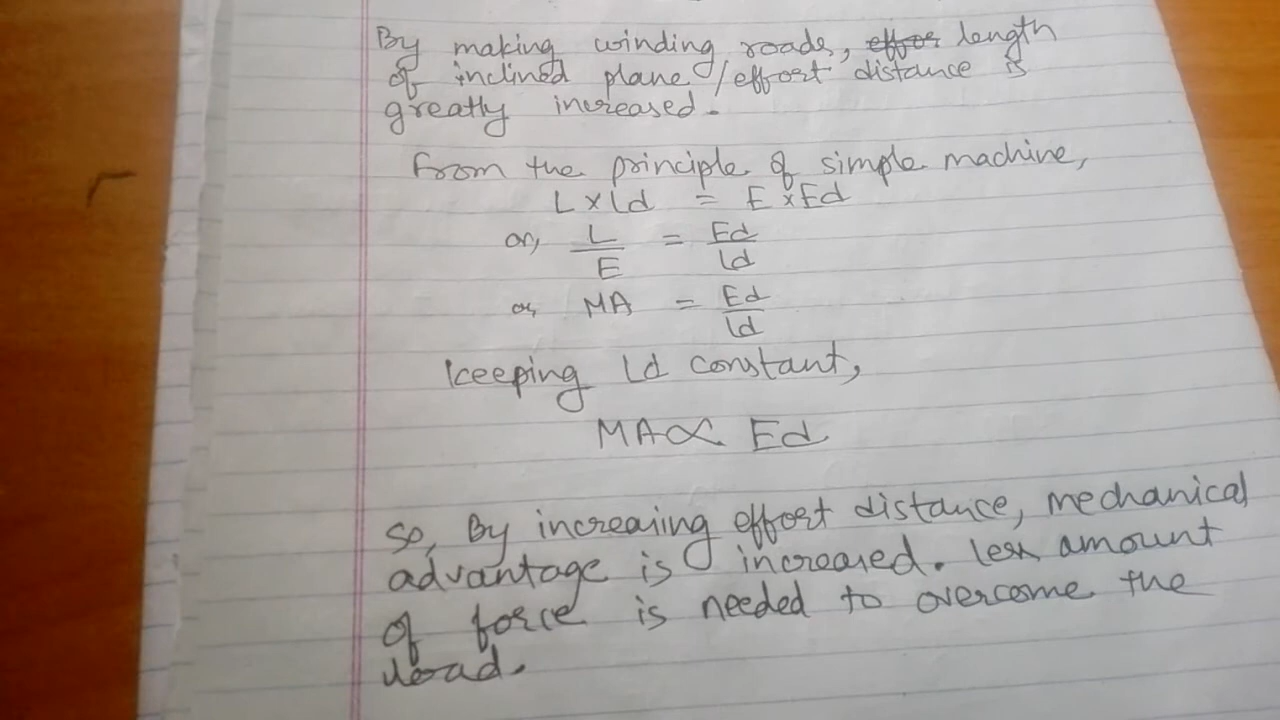 By making winding roads, effor length
of inclined plane/effort distance is
greatly increased.
From the principle of simple machine,
L × Ld = E × Ed
or, L/E = Ed/Ld
or, MA = Ed/Ld
keeping Ld constant,
MA ∝ Ed
So, By increasing effort distance, mechanical
advantage is increased. less amount
of force is needed to overcome the
load.